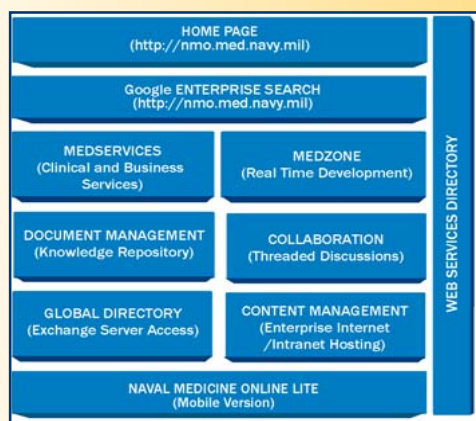 HOME PAGE
(http://nmo.med.navy.mil)
Google ENTERPRISE SEARCH
(http://nmo.med.navy.mil)
MEDSERVICES
(Clinical and Business
Services)
MEDZONE
(Real Time Development)
DOCUMENT MANAGEMENT
(Knowledge Repository)
COLLABORATION
(Threaded Discussions)
GLOBAL DIRECTORY
(Exchange Server Access)
CONTENT MANAGEMENT
(Enterprise Internet
/Intranet Hosting)
NAVAL MEDICINE ONLINE LITE
(Mobile Version)
WEB SERVICES DIRECTORY